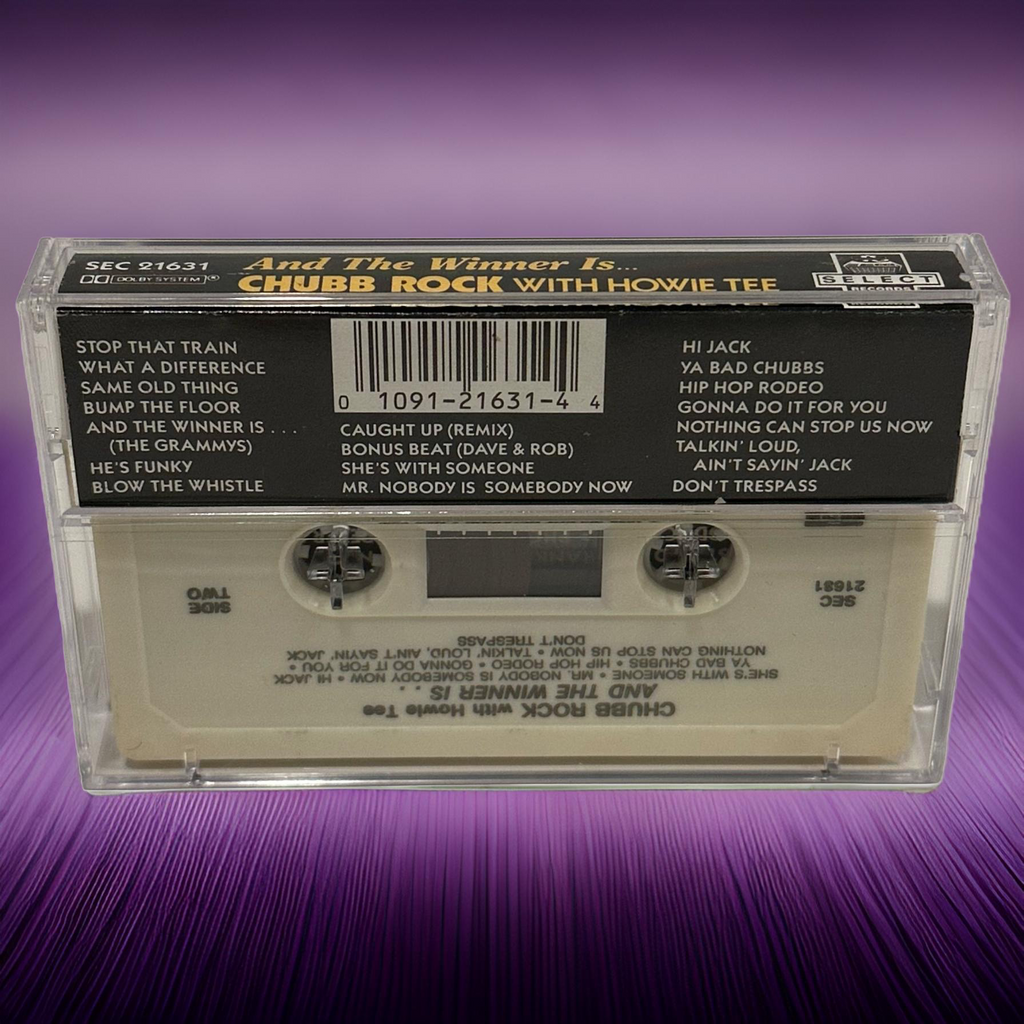 SEC 21631
DOLBY SYSTEM
And The Winner Is...
CHUBB ROCK WITH HOWIE TEE
SELECT
RECORDS
STOP THAT TRAIN
WHAT A DIFFERENCE
SAME OLD THING
BUMP THE FLOOR
AND THE WINNER IS . . .
(THE GRAMMYS)
HE'S FUNKY
BLOW THE WHISTLE
0 1091-21631-4 4
CAUGHT UP (REMIX)
BONUS BEAT (DAVE & ROB)
SHE'S WITH SOMEONE
MR. NOBODY IS SOMEBODY NOW
HI JACK
YA BAD CHUBBS
HIP HOP RODEO
GONNA DO IT FOR YOU
NOTHING CAN STOP US NOW
TALKIN' LOUD,
AIN'T SAYIN' JACK
DON'T TRESPASS
CHUBB ROCK with Howie Tee
AND THE WINNER IS . . .
SHE'S WITH SOMEONE • MR. NOBODY IS SOMEBODY NOW • HI JACK
YA BAD CHUBBS • HIP HOP RODEO • GONNA DO IT FOR YOU •
NOTHING CAN STOP US NOW • TALKIN' LOUD, AIN'T SAYIN' JACK
DON'T TRESPASS
SEC
21631
SIDE
TWO